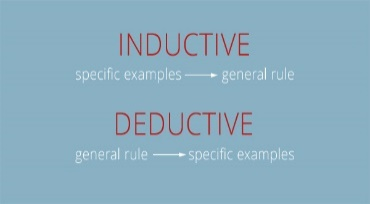 INDUCTIVE
specific examples → general rule
DEDUCTIVE
general rule → specific examples